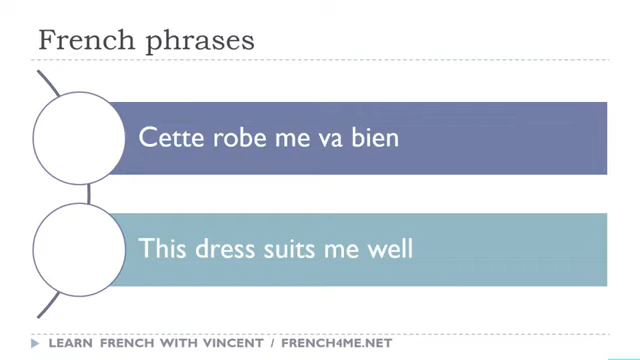 French phrases
Cette robe me va bien
This dress suits me well
LEARN FRENCH WITH VINCENT / FRENCH4ME.NET